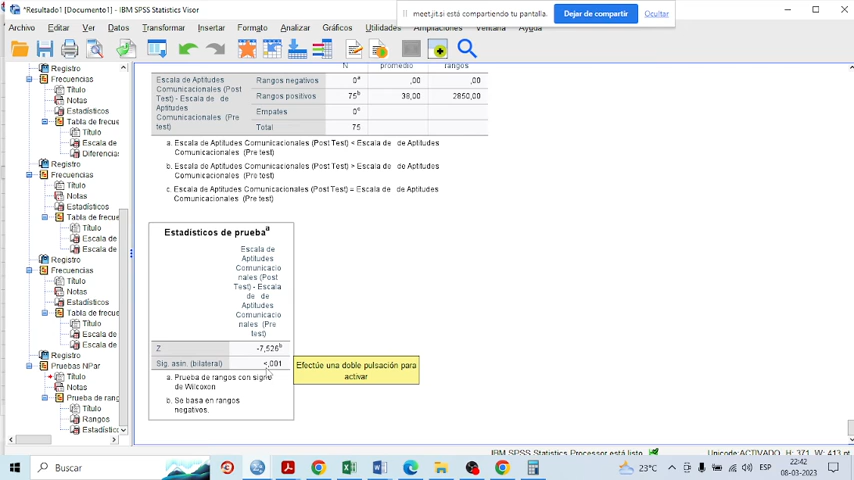 *Resultado1 [Documento1] - IBM SPSS Statistics Visor
meet.jit.si está compartiendo tu pantalla.
Dejar de compartir
Ocultar
Archivo Editar Ver Datos Transformar Insertar Formato Analizar Gráficos Utilidades Ampliaciones Ventana Ayuda
Registro
Frecuencias
Título
Notas
Estadísticos
Tabla de frecue
Título
Escala de
Diferencias
Registro
Frecuencias
Título
Notas
Estadísticos
Tabla de frecue
Título
Escala de
Escala de
Registro
Frecuencias
Título
Notas
Estadísticos
Tabla de frecue
Título
Escala de
Escala de
Registro
Pruebas NPar
Título
Notas
Prueba de rang
Título
Rangos
Estadístic
N promedio rangos
Escala de Aptitudes
Comunicacionales (Post
Test) - Escala de de
Aptitudes
Comunicacionales (Pre
test)
Rangos negativos 0ª ,00 ,00
Rangos positivos 75ᵇ 38,00 2850,00
Empates 0ᶜ
Total 75
a. Escala de Aptitudes Comunicacionales (Post Test) < Escala de de Aptitudes
Comunicacionales (Pre test)
b. Escala de Aptitudes Comunicacionales (Post Test) > Escala de de Aptitudes
Comunicacionales (Pre test)
c. Escala de Aptitudes Comunicacionales (Post Test) = Escala de de Aptitudes
Comunicacionales (Pre test)
Estadísticos de pruebaª
Escala de
Aptitudes
Comunicacio
nales (Post
Test) - Escala
de de
Aptitudes
Comunicacio
nales (Pre
test)
Z -7,526ᵇ
Sig. asin. (bilateral) <,001
a. Prueba de rangos con signo
de Wilcoxon
b. Se basa en rangos
negativos.
Efectúe una doble pulsación para
activar
IBM SPSS Statistics Processor está listo
Unicode:ACTIVADO H: 371, W: 413 pt
Buscar
23°C
ESP
22:42
08-03-2023